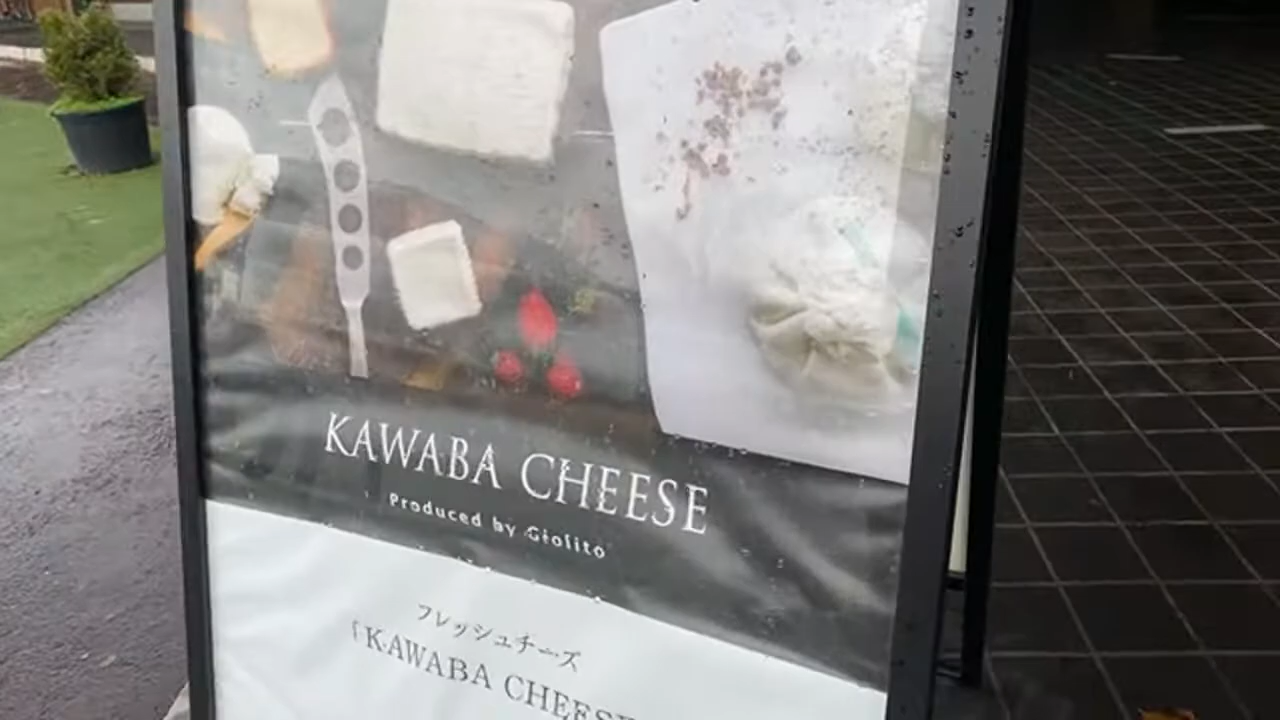 KAWABA CHEESE
Produced by Giolito
フレッシュチーズ
「KAWABA CHEESE